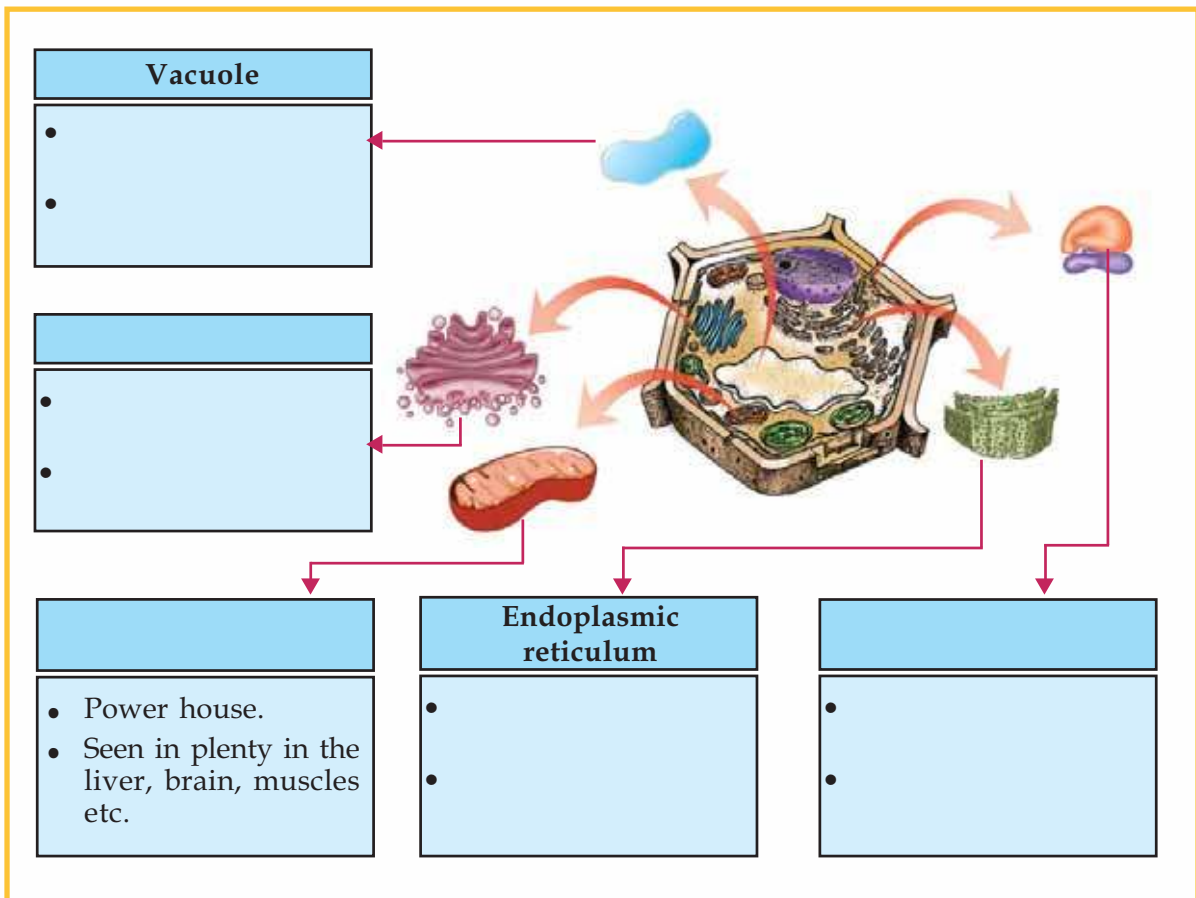 Vacuole
•
•
•
•
• Power house.
• Seen in plenty in the
liver, brain, muscles
etc.
Endoplasmic
reticulum
•
•
•
•